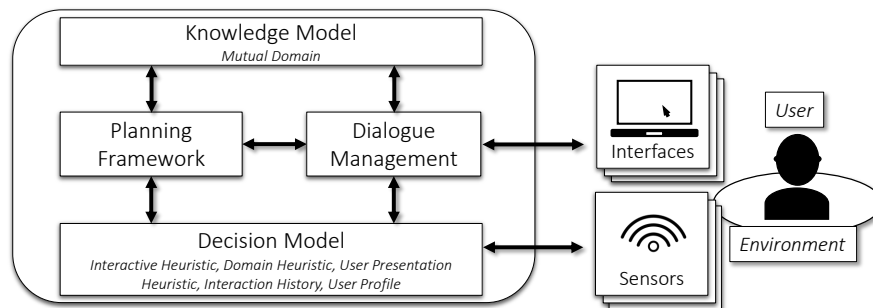 Knowledge Model
Mutual Domain
Planning
Framework
Dialogue
Management
Decision Model
Interactive Heuristic, Domain Heuristic, User Presentation
Heuristic, Interaction History, User Profile
Interfaces
Sensors
User
Environment